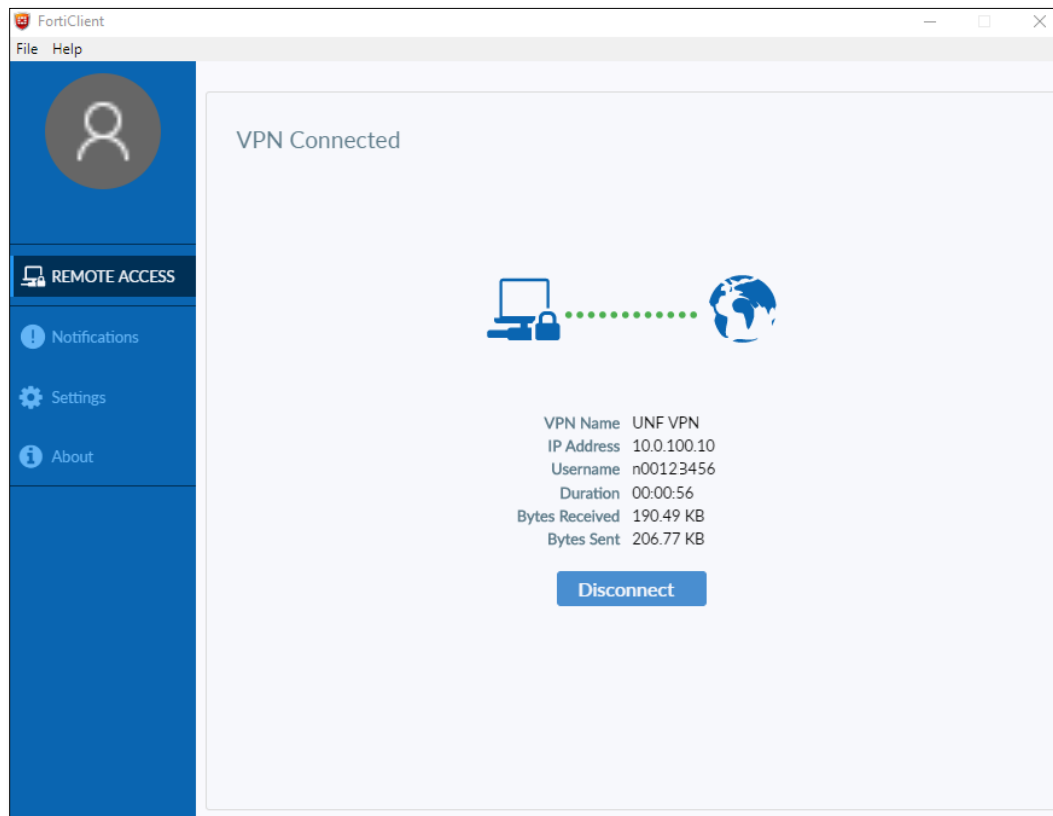 FortiClient
File Help
REMOTE ACCESS
Notifications
Settings
About
VPN Connected
VPN Name UNF VPN
IP Address 10.0.100.10
Username n00123456
Duration 00:00:56
Bytes Received 190.49 KB
Bytes Sent 206.77 KB
Disconnect